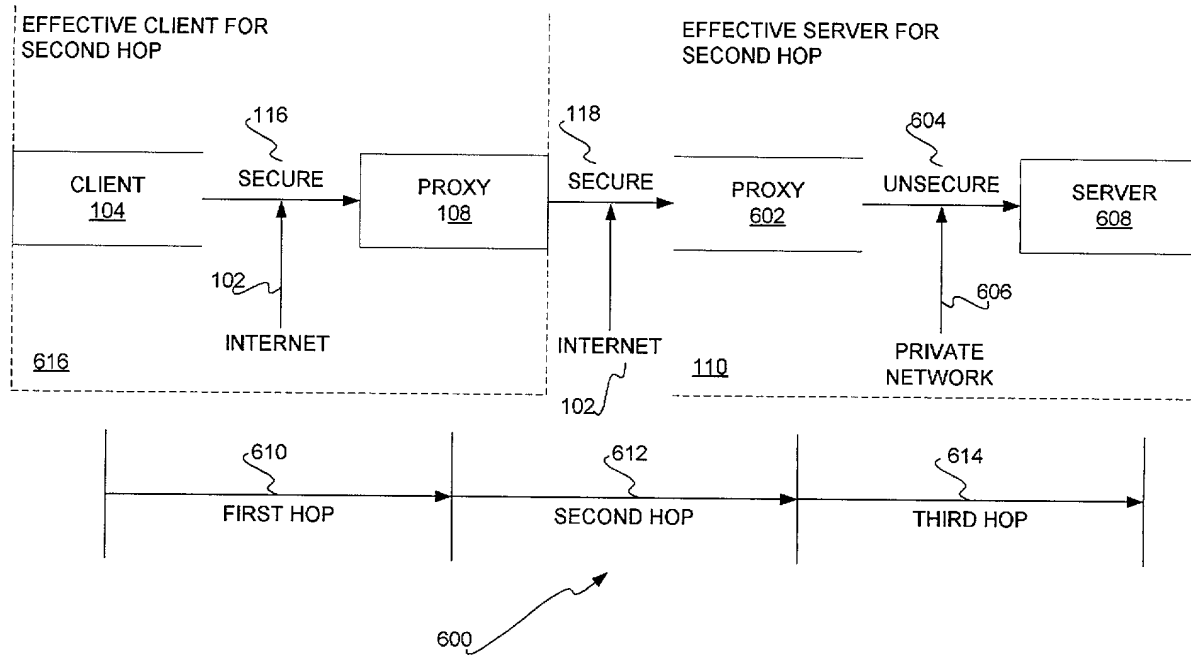 EFFECTIVE CLIENT FOR
SECOND HOP
EFFECTIVE SERVER FOR
SECOND HOP
116
118
604
CLIENT
104
SECURE
PROXY
108
SECURE
PROXY
602
UNSECURE
SERVER
608
102
606
INTERNET
INTERNET
PRIVATE
NETWORK
616
110
102
610
612
614
FIRST HOP
SECOND HOP
THIRD HOP
600